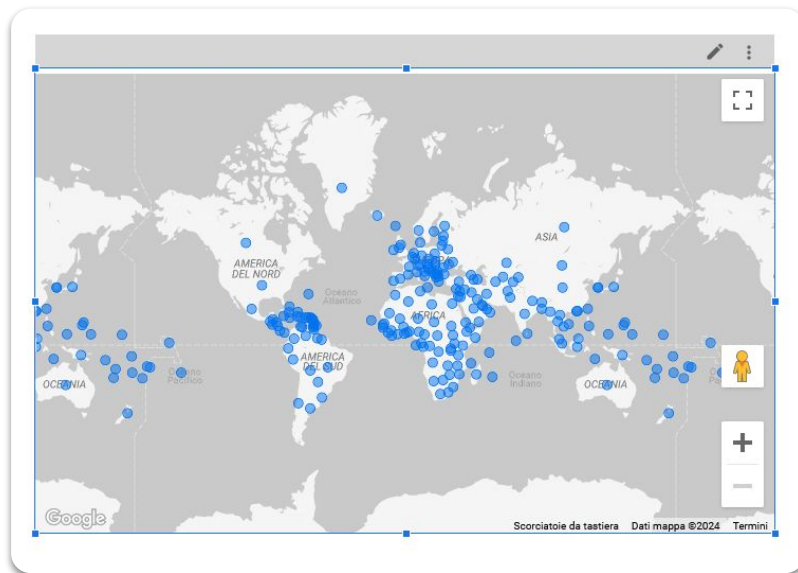 AMERICA
DEL NORD
ASIA
Oceano
Atlantico
AFRICA
AMERICA
DEL SUD
OCEANIA
Oceano
Pacifico
Oceano
Indiano
OCEANIA
Google
Scorciatoie da tastiera Dati mappa ©2024 Termini